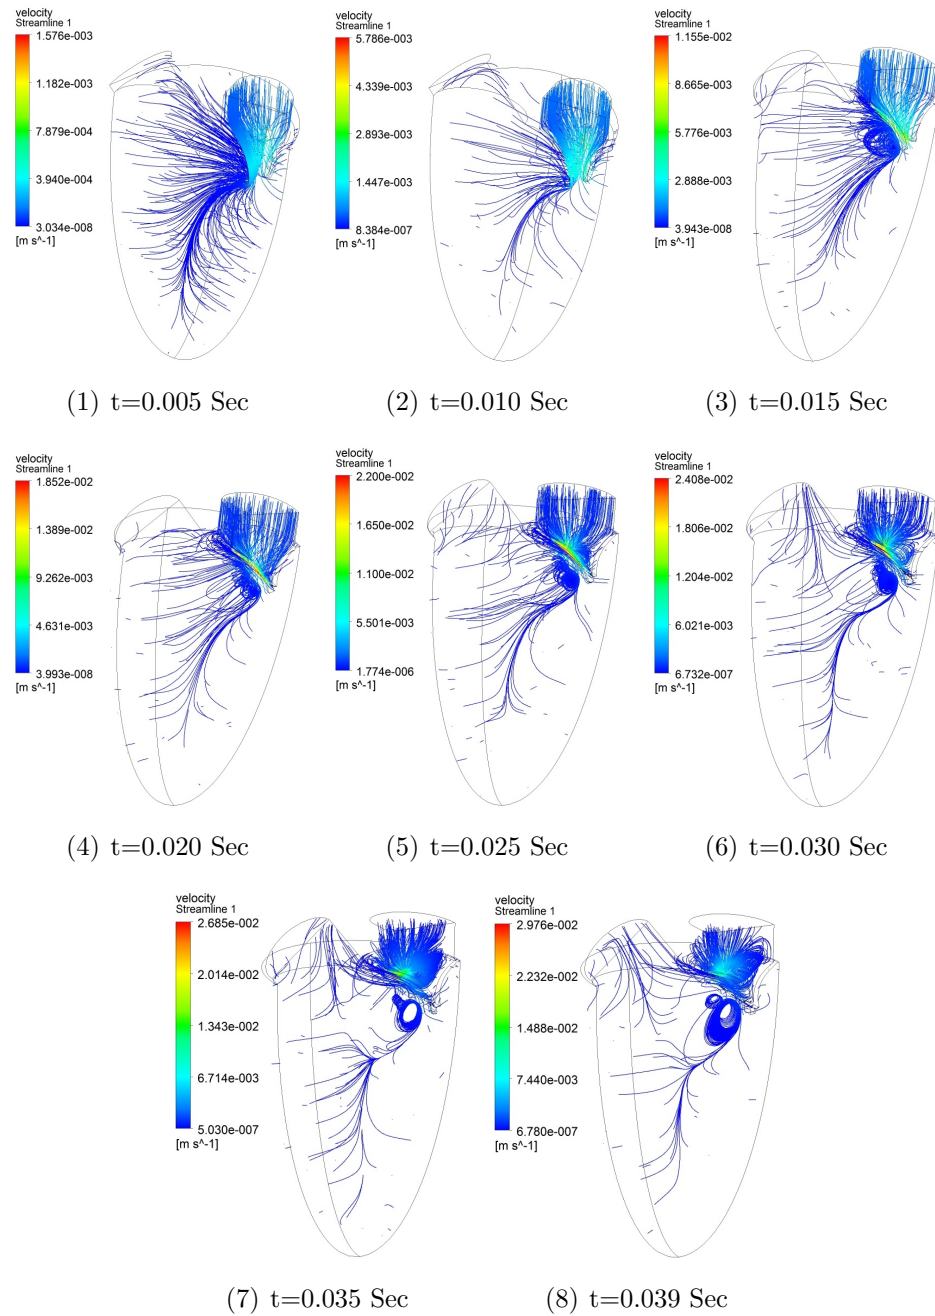 velocity
Streamline 1
1.576e-003
1.182e-003
7.879e-004
3.940e-004
3.034e-008
[m s^-1]
(1) t=0.005 Sec
velocity
Streamline 1
5.786e-003
4.339e-003
2.893e-003
1.447e-003
8.384e-007
[m s^-1]
(2) t=0.010 Sec
velocity
Streamline 1
1.155e-002
8.665e-003
5.776e-003
2.888e-003
3.943e-008
[m s^-1]
(3) t=0.015 Sec
velocity
Streamline 1
1.852e-002
1.389e-002
9.262e-003
4.631e-003
3.993e-008
[m s^-1]
(4) t=0.020 Sec
velocity
Streamline 1
2.200e-002
1.650e-002
1.100e-002
5.501e-003
1.774e-006
[m s^-1]
(5) t=0.025 Sec
velocity
Streamline 1
2.408e-002
1.806e-002
1.204e-002
6.021e-003
6.732e-007
[m s^-1]
(6) t=0.030 Sec
velocity
Streamline 1
2.685e-002
2.014e-002
1.343e-002
6.714e-003
5.030e-007
[m s^-1]
(7) t=0.035 Sec
velocity
Streamline 1
2.976e-002
2.232e-002
1.488e-002
7.440e-003
6.780e-007
[m s^-1]
(8) t=0.039 Sec